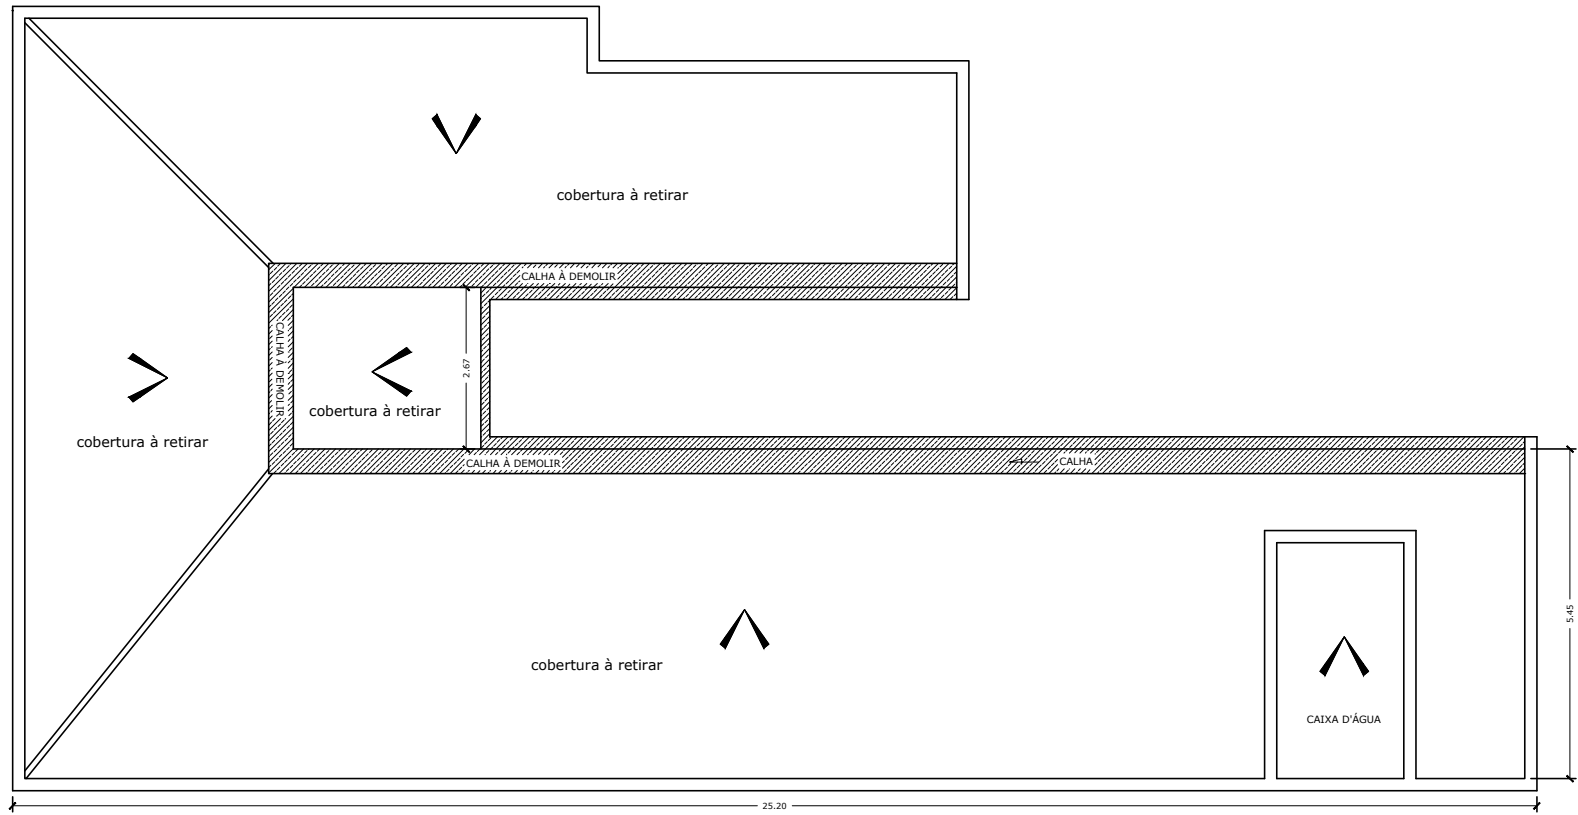 cobertura à retirar
CALHA À DEMOLIR
CALHA À DEMOLIR
2.67
cobertura à retirar
cobertura à retirar
CALHA À DEMOLIR
CALHA
5.45
cobertura à retirar
CAIXA D'ÁGUA
25.20